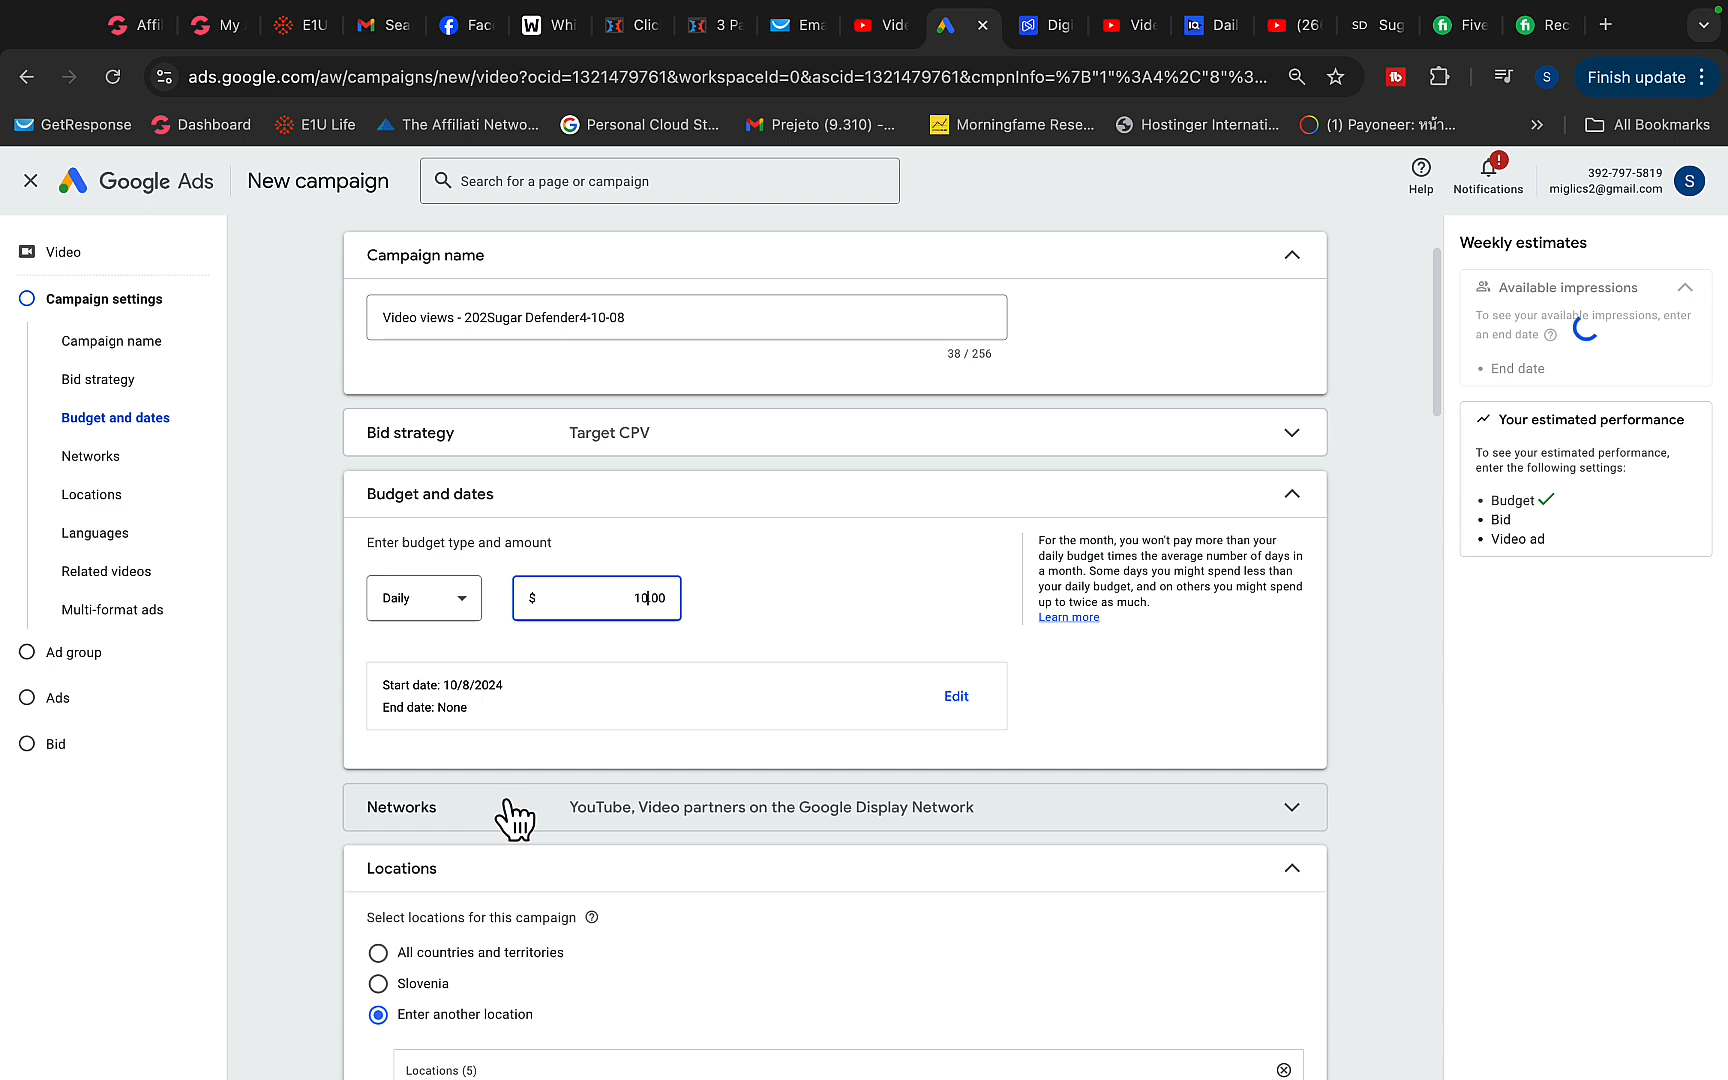 Affil
My
E1U
Sea
Fac
Whi
Clic
3 Pa
Ema
Vide
Digi
Vide
Dail
(26
SD Sug
Five
Rec
ads.google.com/aw/campaigns/new/video?ocid=1321479761&workspaceId=0&ascid=1321479761&cmpnInfo=%7B"1"%3A4%2C"8"%3...
S
Finish update
GetResponse
Dashboard
E1U Life
The Affiliati Netwo...
Personal Cloud St...
Prejeto (9.310) -...
Morningfame Rese...
Hostinger Internati...
(1) Payoneer: หน้า...
All Bookmarks
Google Ads
New campaign
Search for a page or campaign
Help
Notifications
392-797-5819
miglics2@gmail.com
S
Video
Campaign settings
Campaign name
Bid strategy
Budget and dates
Networks
Locations
Languages
Related videos
Multi-format ads
Ad group
Ads
Bid
Campaign name
Video views - 202Sugar Defender4-10-08
38 / 256
Bid strategy
Target CPV
Budget and dates
Enter budget type and amount
Daily
$ 10.00
For the month, you won't pay more than your
daily budget times the average number of days in
a month. Some days you might spend less than
your daily budget, and on others you might spend
up to twice as much.
Learn more
Start date: 10/8/2024
End date: None
Edit
Networks
YouTube, Video partners on the Google Display Network
Locations
Select locations for this campaign
All countries and territories
Slovenia
Enter another location
Locations (5)
Weekly estimates
Available impressions
To see your available impressions, enter
an end date
• End date
Your estimated performance
To see your estimated performance,
enter the following settings:
• Budget
• Bid
• Video ad